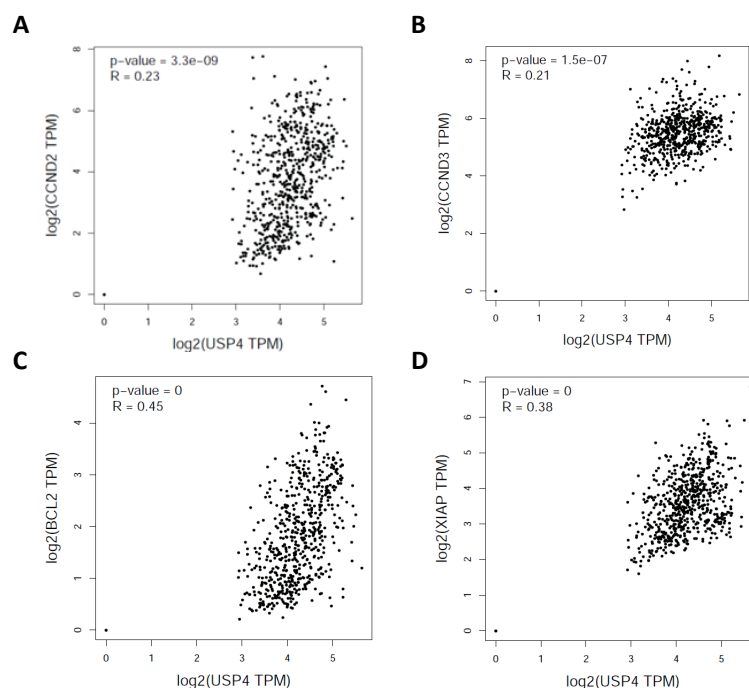 A
p-value = 3.3e-09
R = 0.23
log2(CCND2 TPM)
8
6
4
2
0
0 1 2 3 4 5
log2(USP4 TPM)
B
p-value = 1.5e-07
R = 0.21
log2(CCND3 TPM)
8
6
4
2
0
0 1 2 3 4 5
log2(USP4 TPM)
C
p-value = 0
R = 0.45
log2(BCL2 TPM)
4
3
2
1
0
0 1 2 3 4 5
log2(USP4 TPM)
D
p-value = 0
R = 0.38
log2(XIAP TPM)
7
6
5
4
3
2
1
0
0 1 2 3 4 5
log2(USP4 TPM)